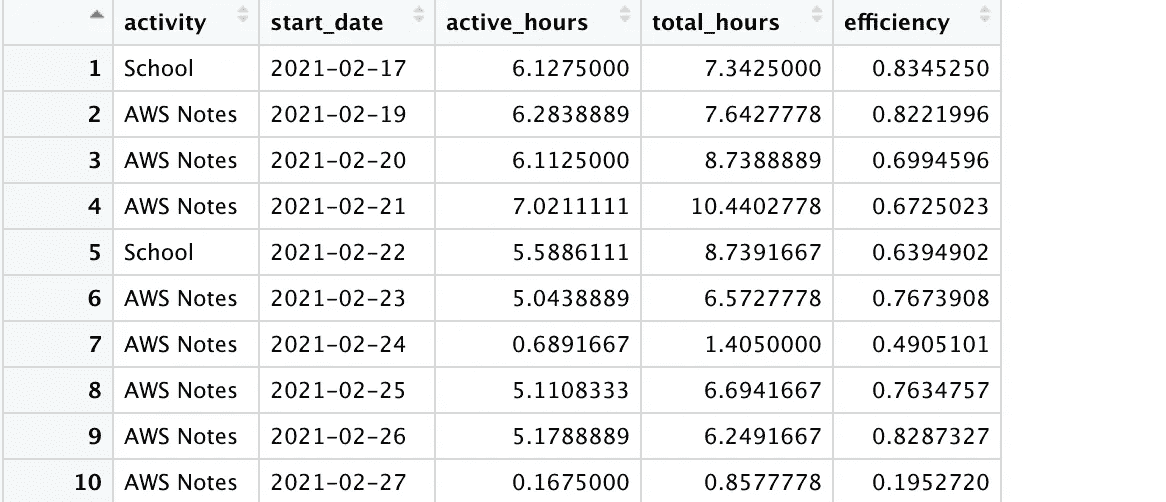 activity start_date active_hours total_hours efficiency
1 School 2021-02-17 6.1275000 7.3425000 0.8345250
2 AWS Notes 2021-02-19 6.2838889 7.6427778 0.8221996
3 AWS Notes 2021-02-20 6.1125000 8.7388889 0.6994596
4 AWS Notes 2021-02-21 7.0211111 10.4402778 0.6725023
5 School 2021-02-22 5.5886111 8.7391667 0.6394902
6 AWS Notes 2021-02-23 5.0438889 6.5727778 0.7673908
7 AWS Notes 2021-02-24 0.6891667 1.4050000 0.4905101
8 AWS Notes 2021-02-25 5.1108333 6.6941667 0.7634757
9 AWS Notes 2021-02-26 5.1788889 6.2491667 0.8287327
10 AWS Notes 2021-02-27 0.1675000 0.8577778 0.1952720